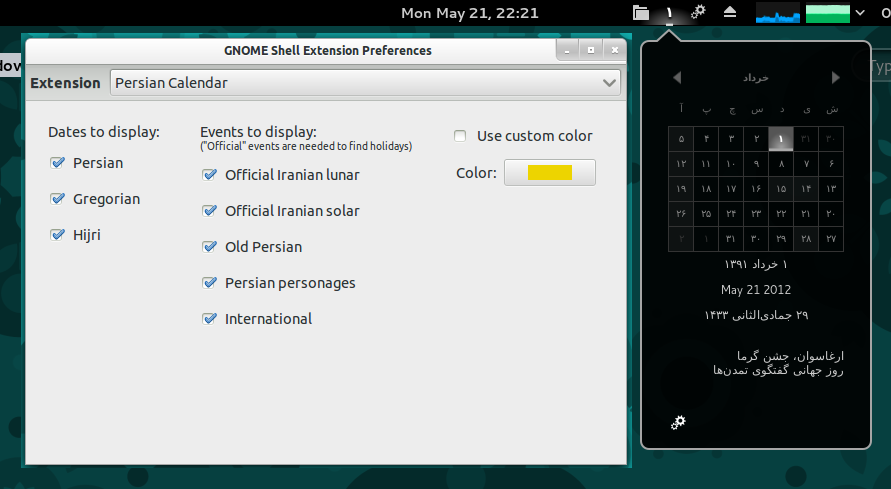 Mon May 21, 22:21
۱
GNOME Shell Extension Preferences
Extension
Persian Calendar
Dates to display:
Persian
Gregorian
Hijri
Events to display:
("Official" events are needed to find holidays)
Official Iranian lunar
Official Iranian solar
Old Persian
Persian personages
International
Use custom color
Color:
خرداد
ش ی د س چ پ آ
۳۰ ۳۱ ۱ ۲ ۳ ۴ ۵
۶ ۷ ۸ ۹ ۱۰ ۱۱ ۱۲
۱۳ ۱۴ ۱۵ ۱۶ ۱۷ ۱۸ ۱۹
۲۰ ۲۱ ۲۲ ۲۳ ۲۴ ۲۵ ۲۶
۲۷ ۲۸ ۲۹ ۳۰ ۳۱ ۱ ۲
۱ خرداد ۱۳۹۱
May 21 2012
۲۹ جمادی‌الثانی ۱۴۳۳
ارغاسوان، جشن گرما
روز جهانی گفتگوی تمدن‌ها